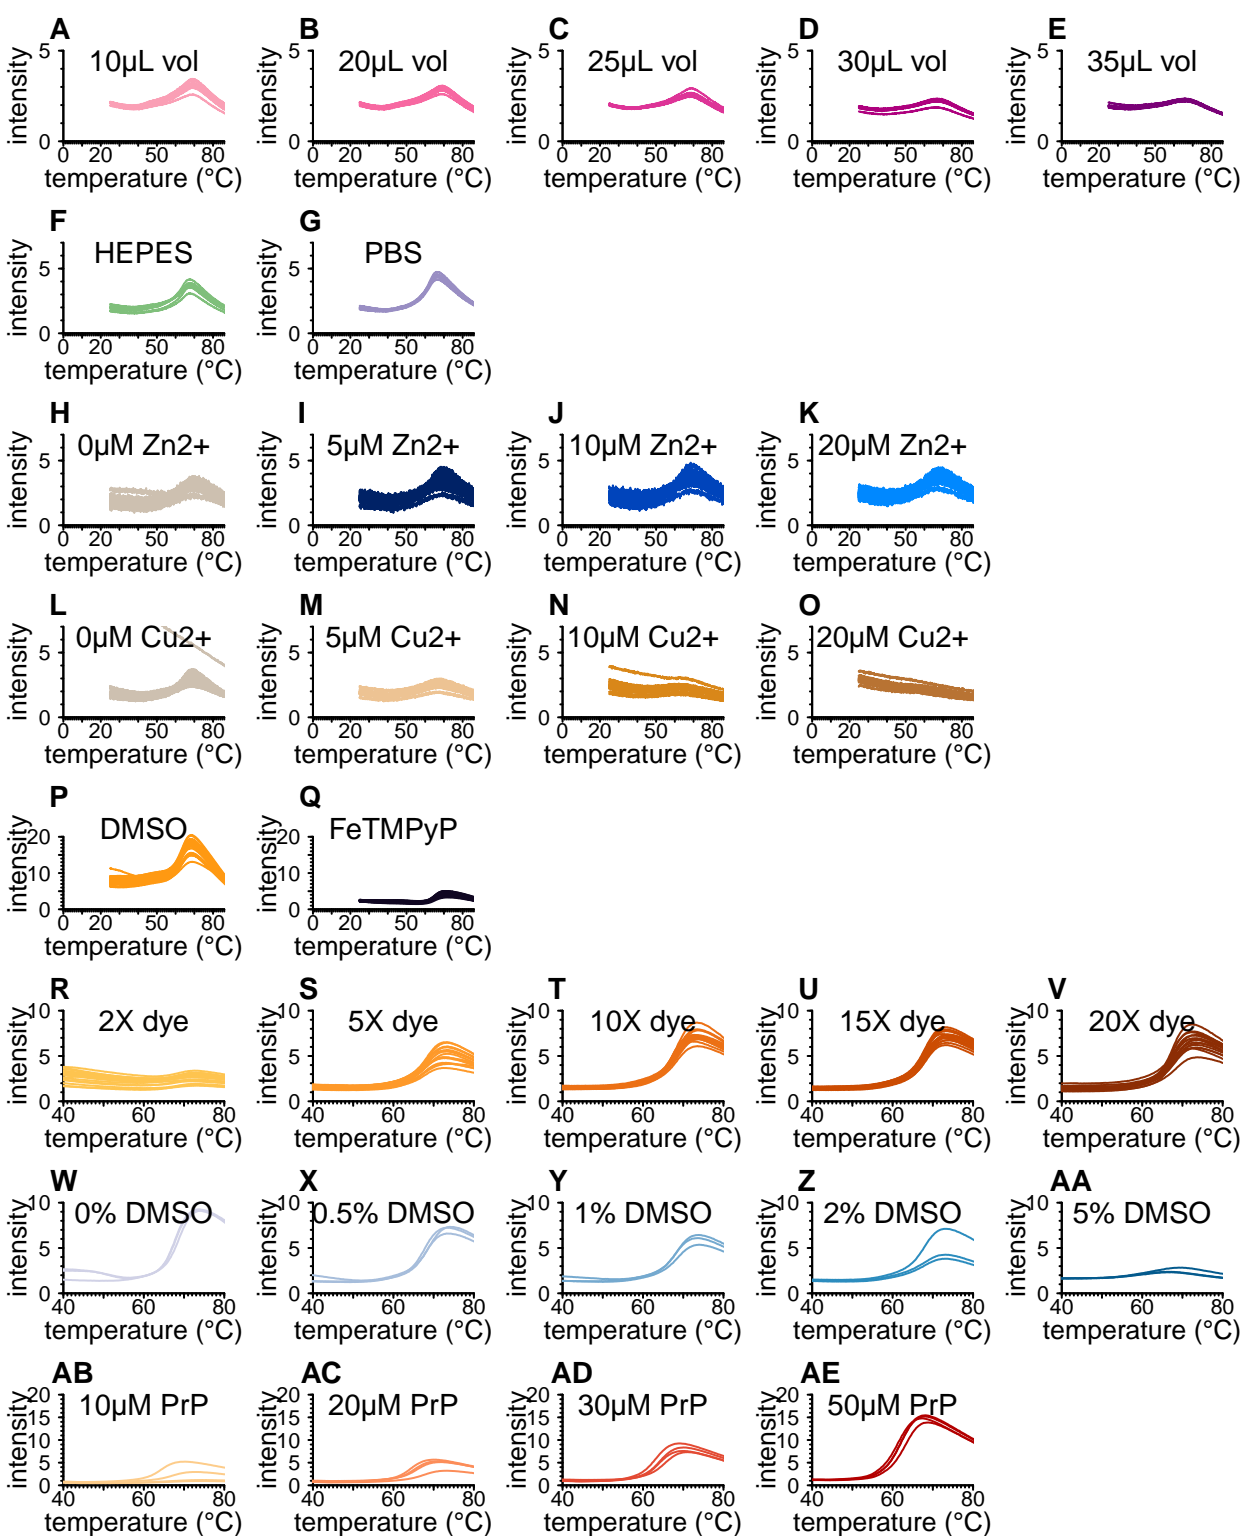 A B C D E
10µL vol 20µL vol 25µL vol 30µL vol 35µL vol
intensity intensity intensity intensity intensity
5 5 5 5 5
0 0 0 0 0
0 20 50 80 0 20 50 80 0 20 50 80 0 20 50 80 0 20 50 80
temperature (°C) temperature (°C) temperature (°C) temperature (°C) temperature (°C)
F G
HEPES PBS
intensity intensity
5 5
0 0
0 20 50 80 0 20 50 80
temperature (°C) temperature (°C)
H I J K
0µM Zn2+ 5µM Zn2+ 10µM Zn2+ 20µM Zn2+
intensity intensity intensity intensity
5 5 5 5
0 0 0 0
0 20 50 80 0 20 50 80 0 20 50 80 0 20 50 80
temperature (°C) temperature (°C) temperature (°C) temperature (°C)
L M N O
0µM Cu2+ 5µM Cu2+ 10µM Cu2+ 20µM Cu2+
intensity intensity intensity intensity
5 5 5 5
0 0 0 0
0 20 50 80 0 20 50 80 0 20 50 80 0 20 50 80
temperature (°C) temperature (°C) temperature (°C) temperature (°C)
P Q
DMSO FeTMPyP
intensity intensity
20 20
10 10
0 0
0 20 50 80 0 20 50 80
temperature (°C) temperature (°C)
R S T U V
2X dye 5X dye 10X dye 15X dye 20X dye
intensity intensity intensity intensity intensity
10 10 10 10 10
5 5 5 5 5
0 0 0 0 0
40 60 80 40 60 80 40 60 80 40 60 80 40 60 80
temperature (°C) temperature (°C) temperature (°C) temperature (°C) temperature (°C)
W X Y Z AA
0% DMSO 0.5% DMSO 1% DMSO 2% DMSO 5% DMSO
intensity intensity intensity intensity intensity
10 10 10 10 10
5 5 5 5 5
0 0 0 0 0
40 60 80 40 60 80 40 60 80 40 60 80 40 60 80
temperature (°C) temperature (°C) temperature (°C) temperature (°C) temperature (°C)
AB AC AD AE
10µM PrP 20µM PrP 30µM PrP 50µM PrP
intensity intensity intensity intensity
20 20 20 20
15 15 15 15
10 10 10 10
5 5 5 5
0 0 0 0
40 60 80 40 60 80 40 60 80 40 60 80
temperature (°C) temperature (°C) temperature (°C) temperature (°C)